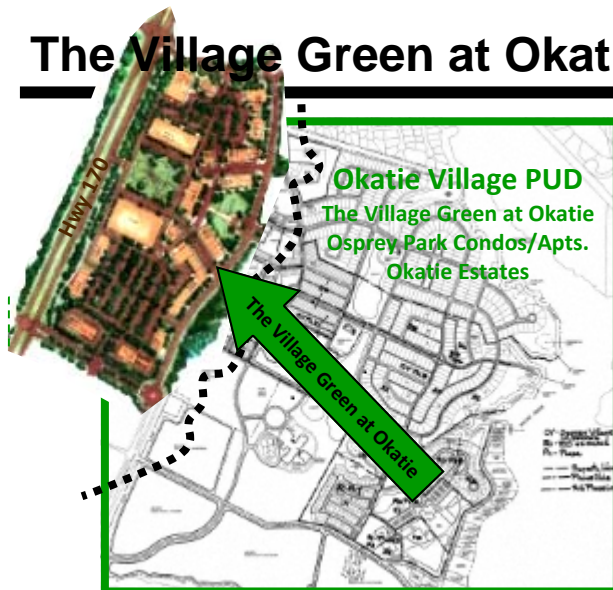 The Village Green at Okat
Hwy 170
Okatie Village PUD
The Village Green at Okatie
Osprey Park Condos/Apts.
Okatie Estates
The Village Green at Okatie